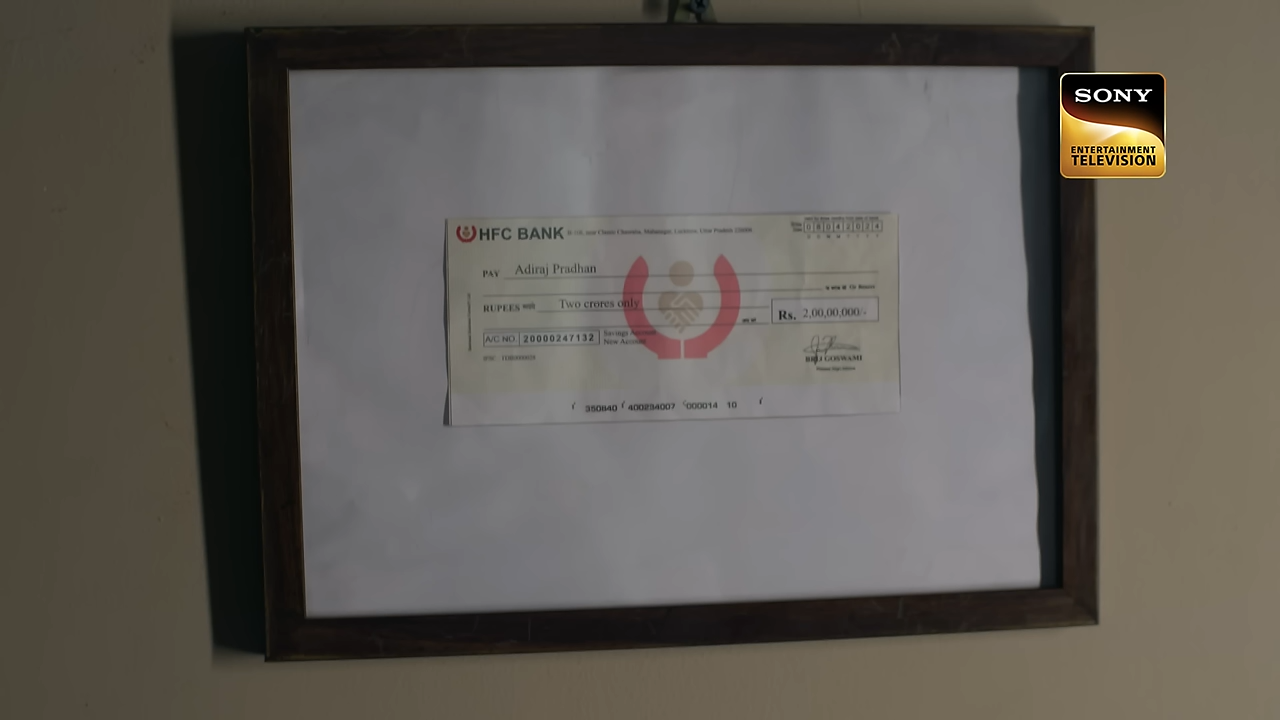 SONY
ENTERTAINMENT
TELEVISION
HFC BANK
08042024
PAY Adiraj Pradhan
RUPEES Two crores only
Rs. 2,00,00,000/-
A/C NO. 20000247132
Savings Account
New Account
GOSWAMI
350840 400234007 000014 10